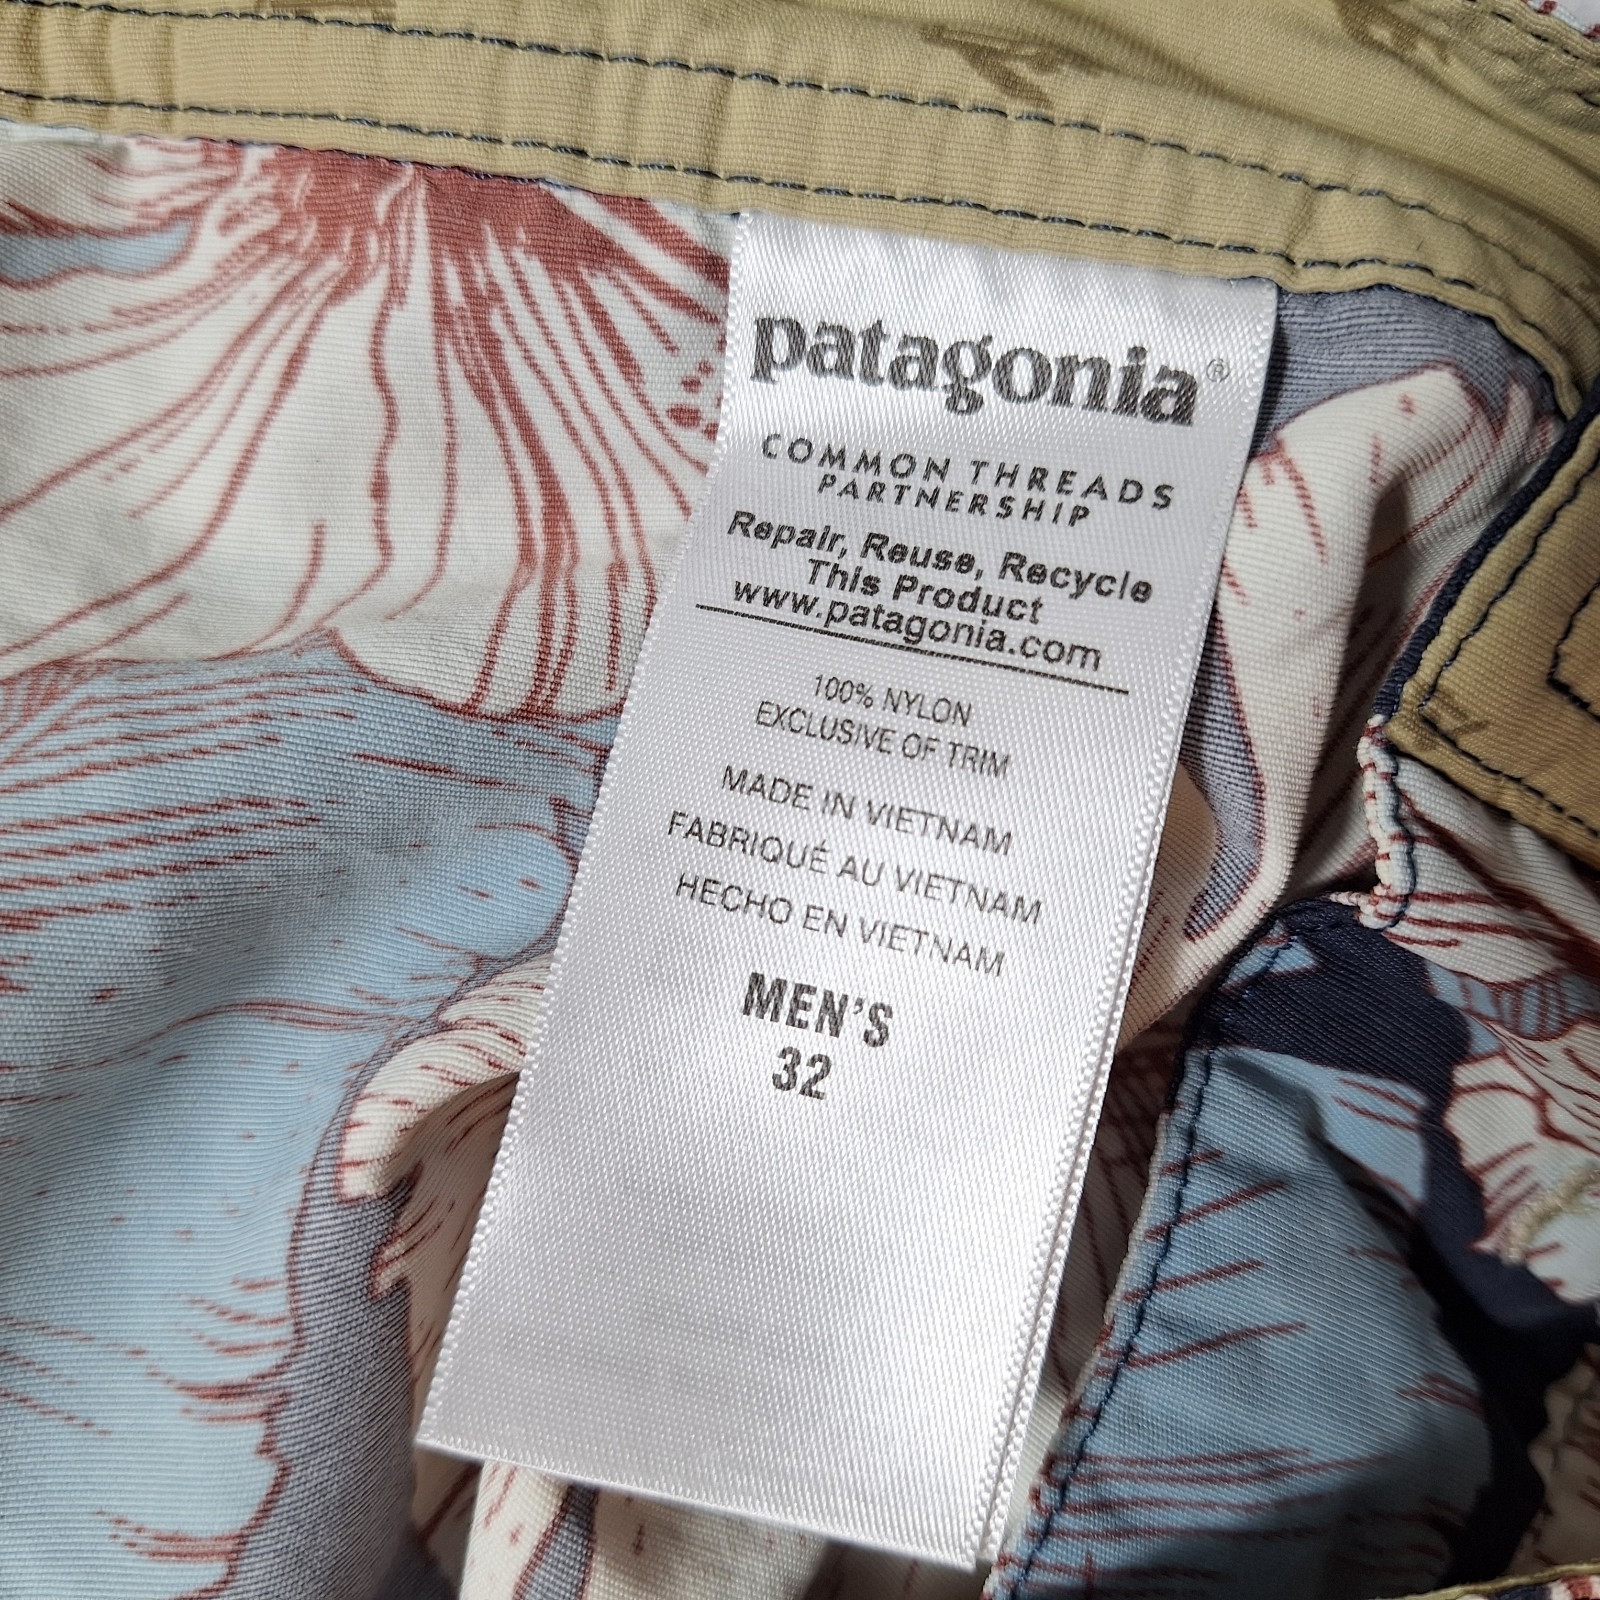 patagonia®
COMMON THREADS
PARTNERSHIP
Repair, Reuse, Recycle
This Product
www.patagonia.com
100% NYLON
EXCLUSIVE OF TRIM
MADE IN VIETNAM
FABRIQUÉ AU VIETNAM
HECHO EN VIETNAM
MEN'S
32